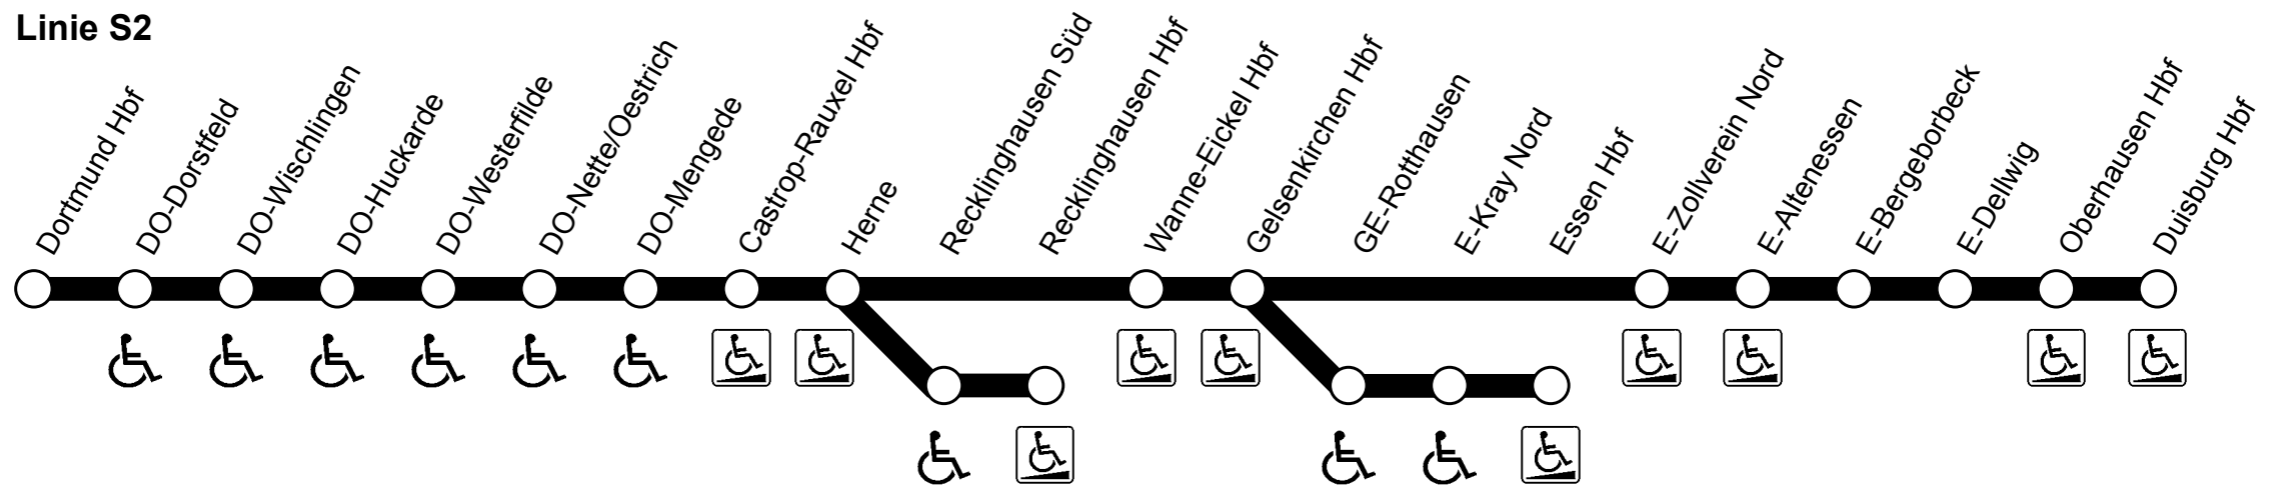 Linie S2
Dortmund Hbf
DO-Dorstfeld
DO-Wischlingen
DO-Huckarde
DO-Westerfilde
DO-Nette/Oestrich
DO-Mengede
Castrop-Rauxel Hbf
Herne
Recklinghausen Süd
Recklinghausen Hbf
Wanne-Eickel Hbf
Gelsenkirchen Hbf
GE-Rotthausen
E-Kray Nord
Essen Hbf
E-Zollverein Nord
E-Altenessen
E-Bergeborbeck
E-Dellwig
Oberhausen Hbf
Duisburg Hbf